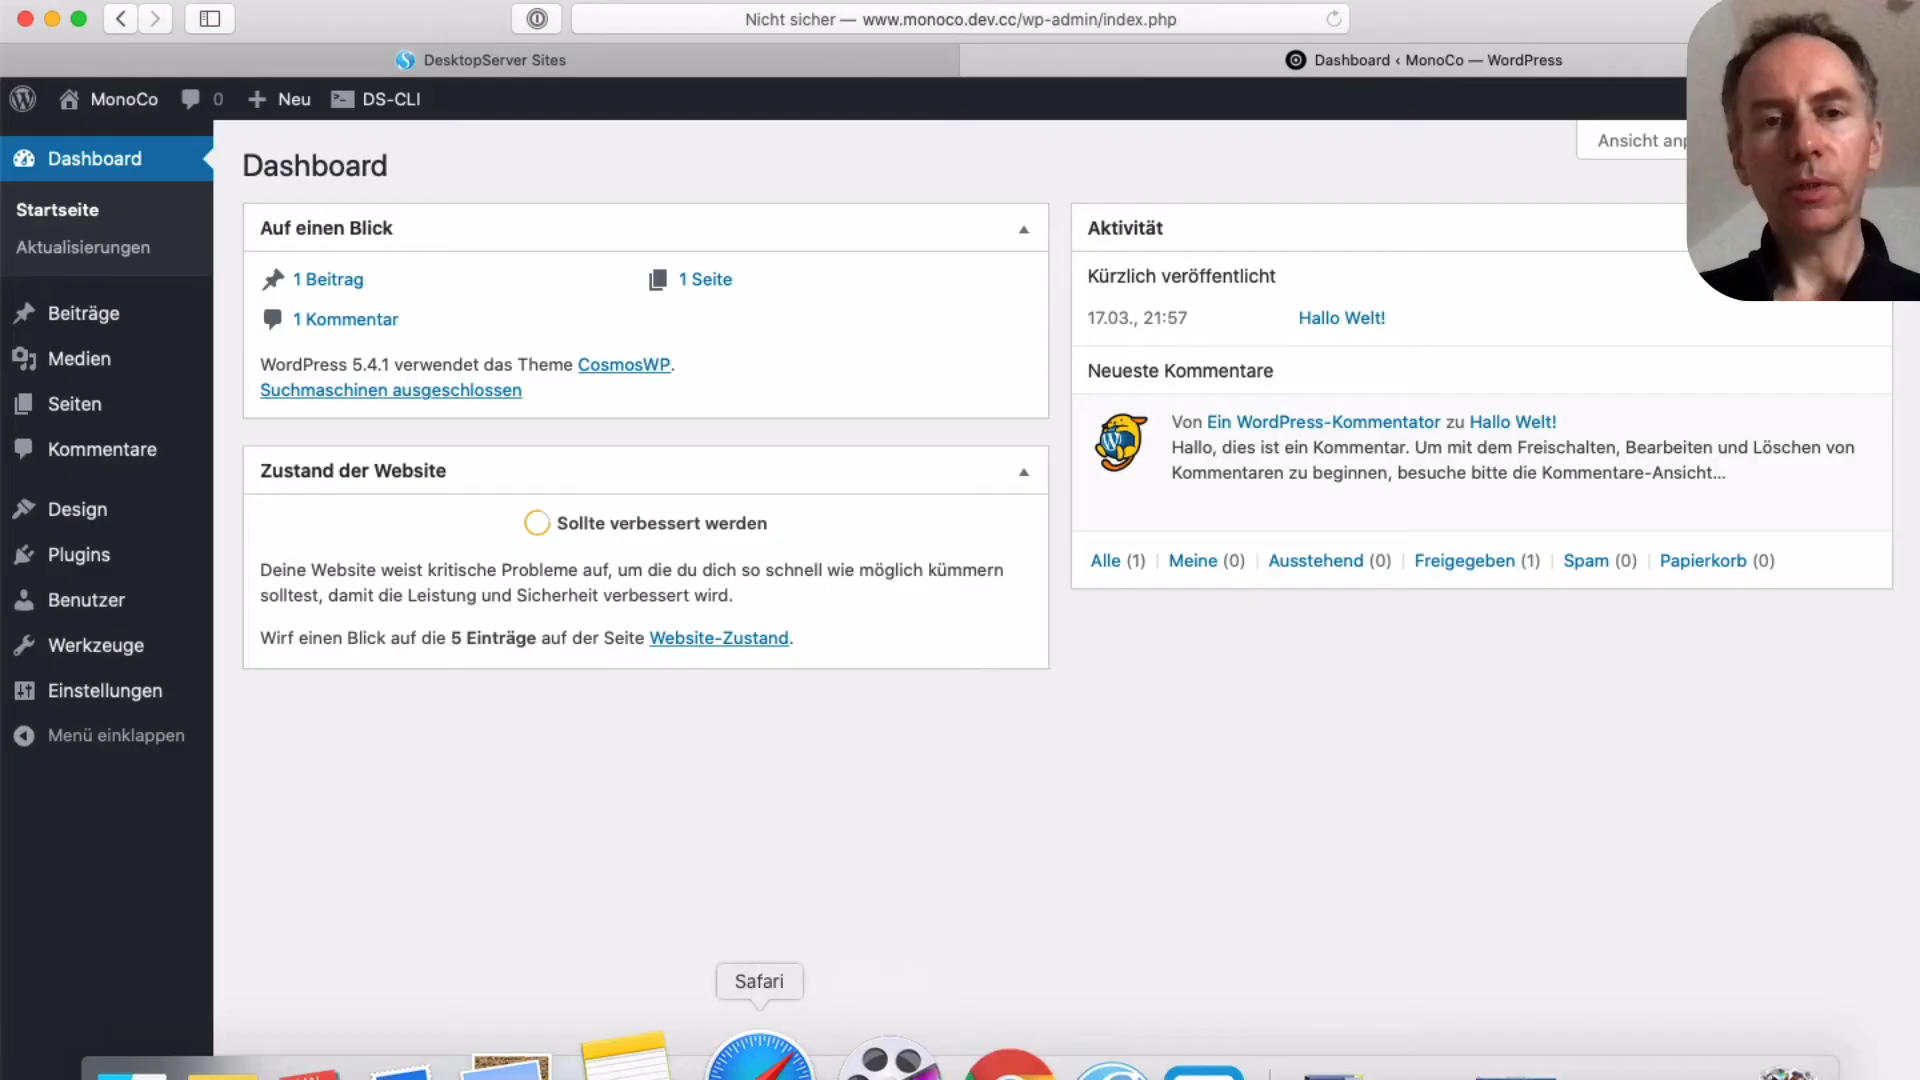 Nicht sicher — www.monoco.dev.cc/wp-admin/index.php
DesktopServer Sites
Dashboard ‹ MonoCo — WordPress
MonoCo
0
Neu
DS-CLI
Dashboard
Startseite
Aktualisierungen
Beiträge
Medien
Seiten
Kommentare
Design
Plugins
Benutzer
Werkzeuge
Einstellungen
Menü einklappen
Ansicht
Dashboard
Auf einen Blick
1 Beitrag
1 Seite
1 Kommentar
WordPress 5.4.1 verwendet das Theme CosmosWP.
Suchmaschinen ausgeschlossen
Zustand der Website
Sollte verbessert werden
Deine Website weist kritische Probleme auf, um die du dich so schnell wie möglich kümmern
solltest, damit die Leistung und Sicherheit verbessert wird.
Wirf einen Blick auf die 5 Einträge auf der Seite Website-Zustand.
Aktivität
Kürzlich veröffentlicht
17.03., 21:57
Hallo Welt!
Neueste Kommentare
Von Ein WordPress-Kommentator zu Hallo Welt!
Hallo, dies ist ein Kommentar. Um mit dem Freischalten, Bearbeiten und Löschen von
Kommentaren zu beginnen, besuche bitte die Kommentare-Ansicht...
Alle (1) | Meine (0) | Ausstehend (0) | Freigegeben (1) | Spam (0) | Papierkorb (0)
Safari